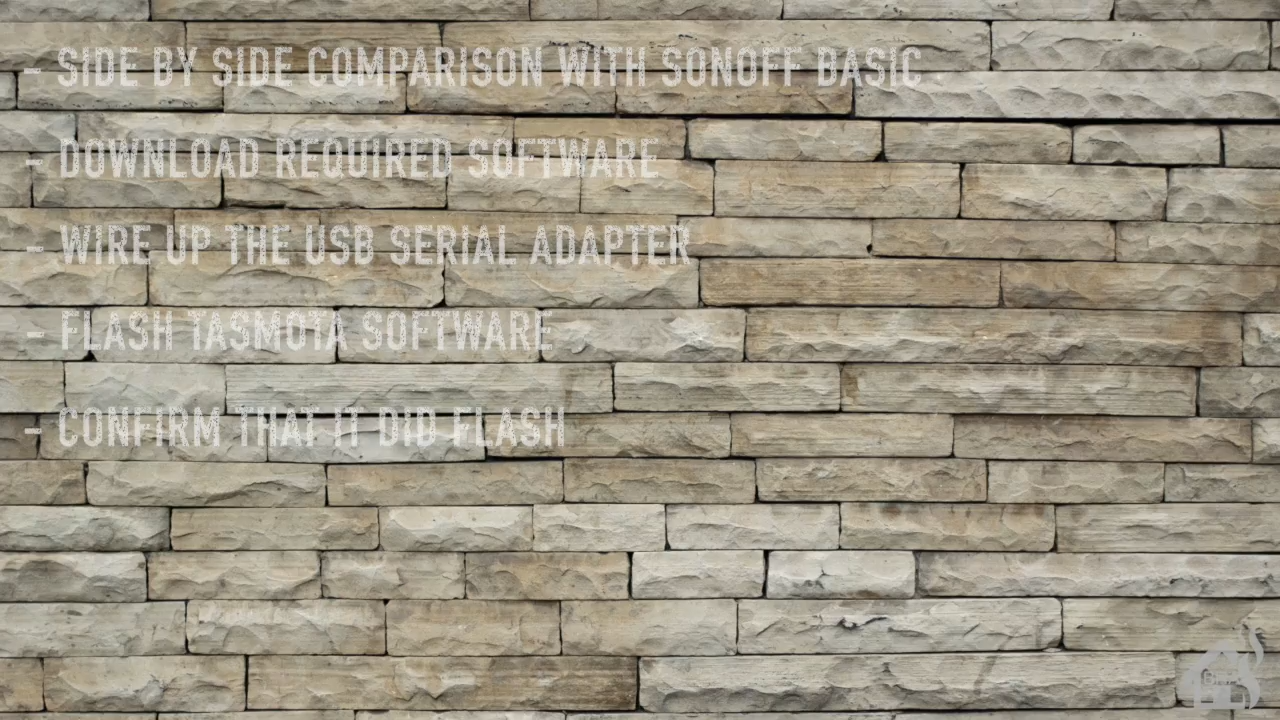 - SIDE BY SIDE COMPARISON WITH SONOFF BASIC
- DOWNLOAD REQUIRED SOFTWARE
- WIRE UP THE USB SERIAL ADAPTER
- FLASH TASMOTA SOFTWARE
- CONFIRM THAT IT DID FLASH